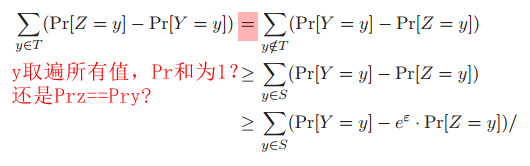 ∑_{y∈T}(Pr[Z = y] − Pr[Y = y]) = ∑_{y∉T}(Pr[Y = y] − Pr[Z = y])
y取遍所有值，Pr和为1？ ≥ ∑_{y∈S}(Pr[Y = y] − Pr[Z = y])
还是Prz==Pry?
≥ ∑_{y∈S}(Pr[Y = y] − e^ε · Pr[Z = y])/